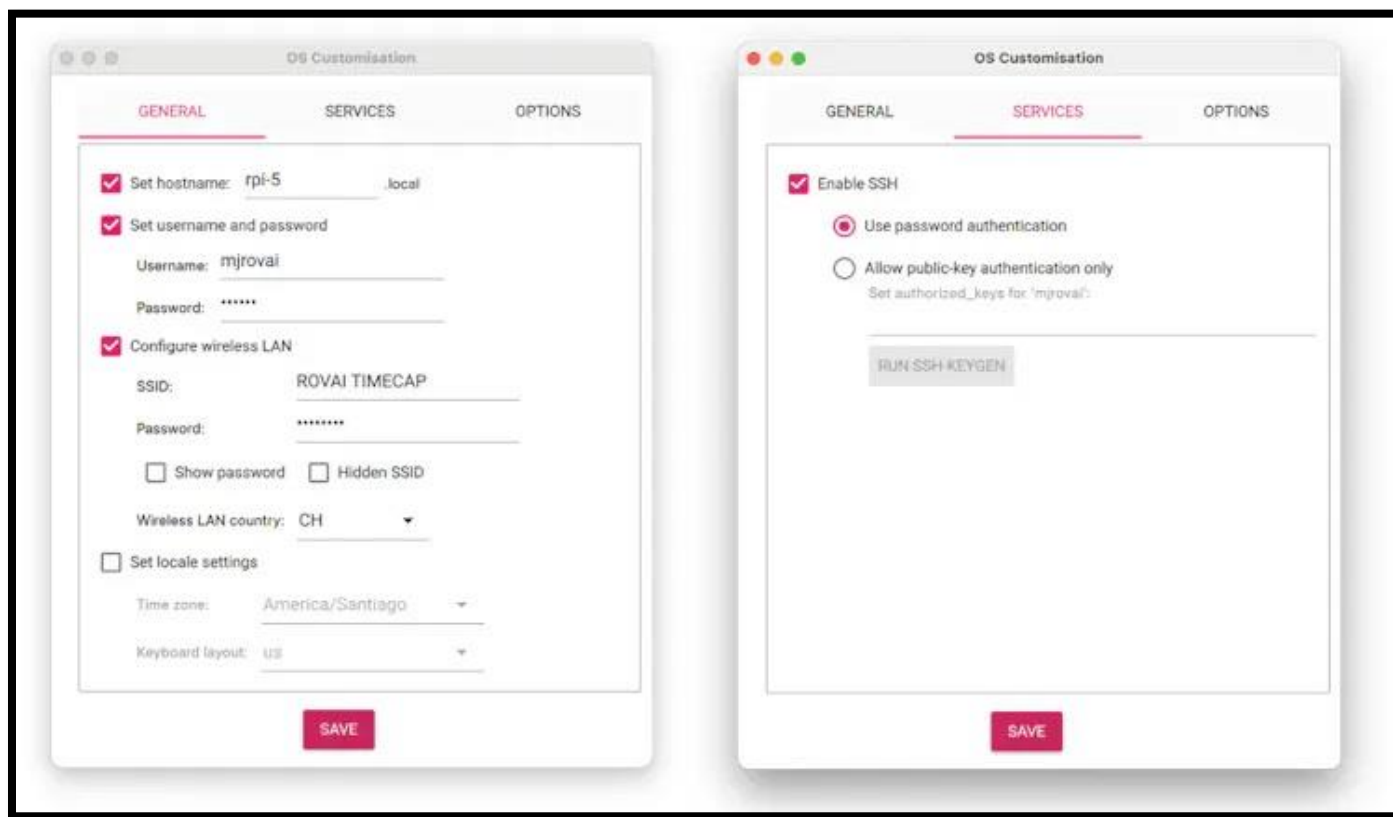 OS Customisation
GENERAL SERVICES OPTIONS
Set hostname: rpi-5 .local
Set username and password
Username: mjrovai
Password: ••••••
Configure wireless LAN
SSID: ROVAI TIMECAP
Password: ••••••••
Show password Hidden SSID
Wireless LAN country: CH
Set locale settings
Time zone: America/Santiago
Keyboard layout: us
SAVE
OS Customisation
GENERAL SERVICES OPTIONS
Enable SSH
Use password authentication
Allow public-key authentication only
Set authorized_keys for 'mjrovai':
RUN SSH-KEYGEN
SAVE